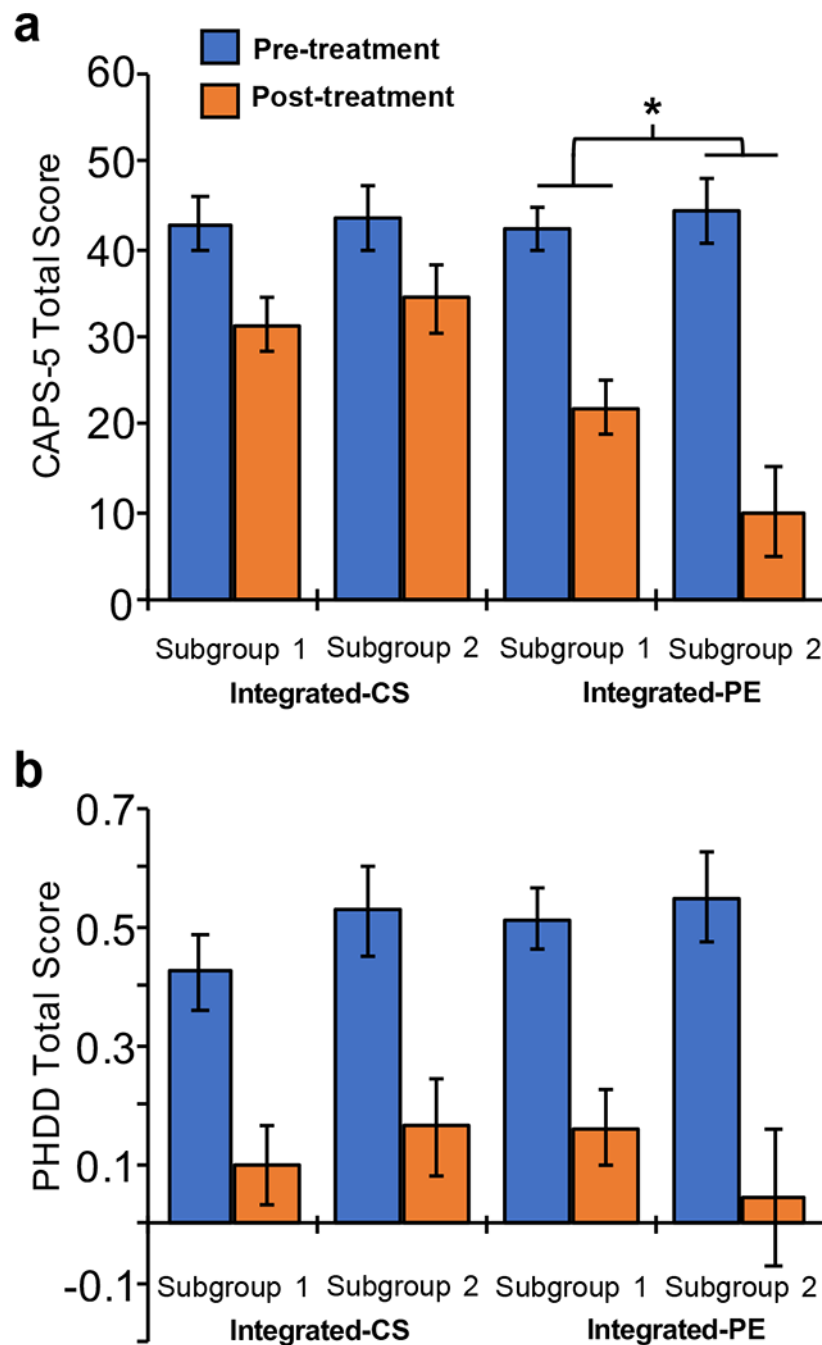 a
Pre-treatment
Post-treatment
CAPS-5 Total Score
60
50
40
30
20
10
0
*
Subgroup 1
Subgroup 2
Subgroup 1
Subgroup 2
Integrated-CS
Integrated-PE
b
PHDD Total Score
0.7
0.5
0.3
0.1
-0.1
Subgroup 1
Subgroup 2
Subgroup 1
Subgroup 2
Integrated-CS
Integrated-PE